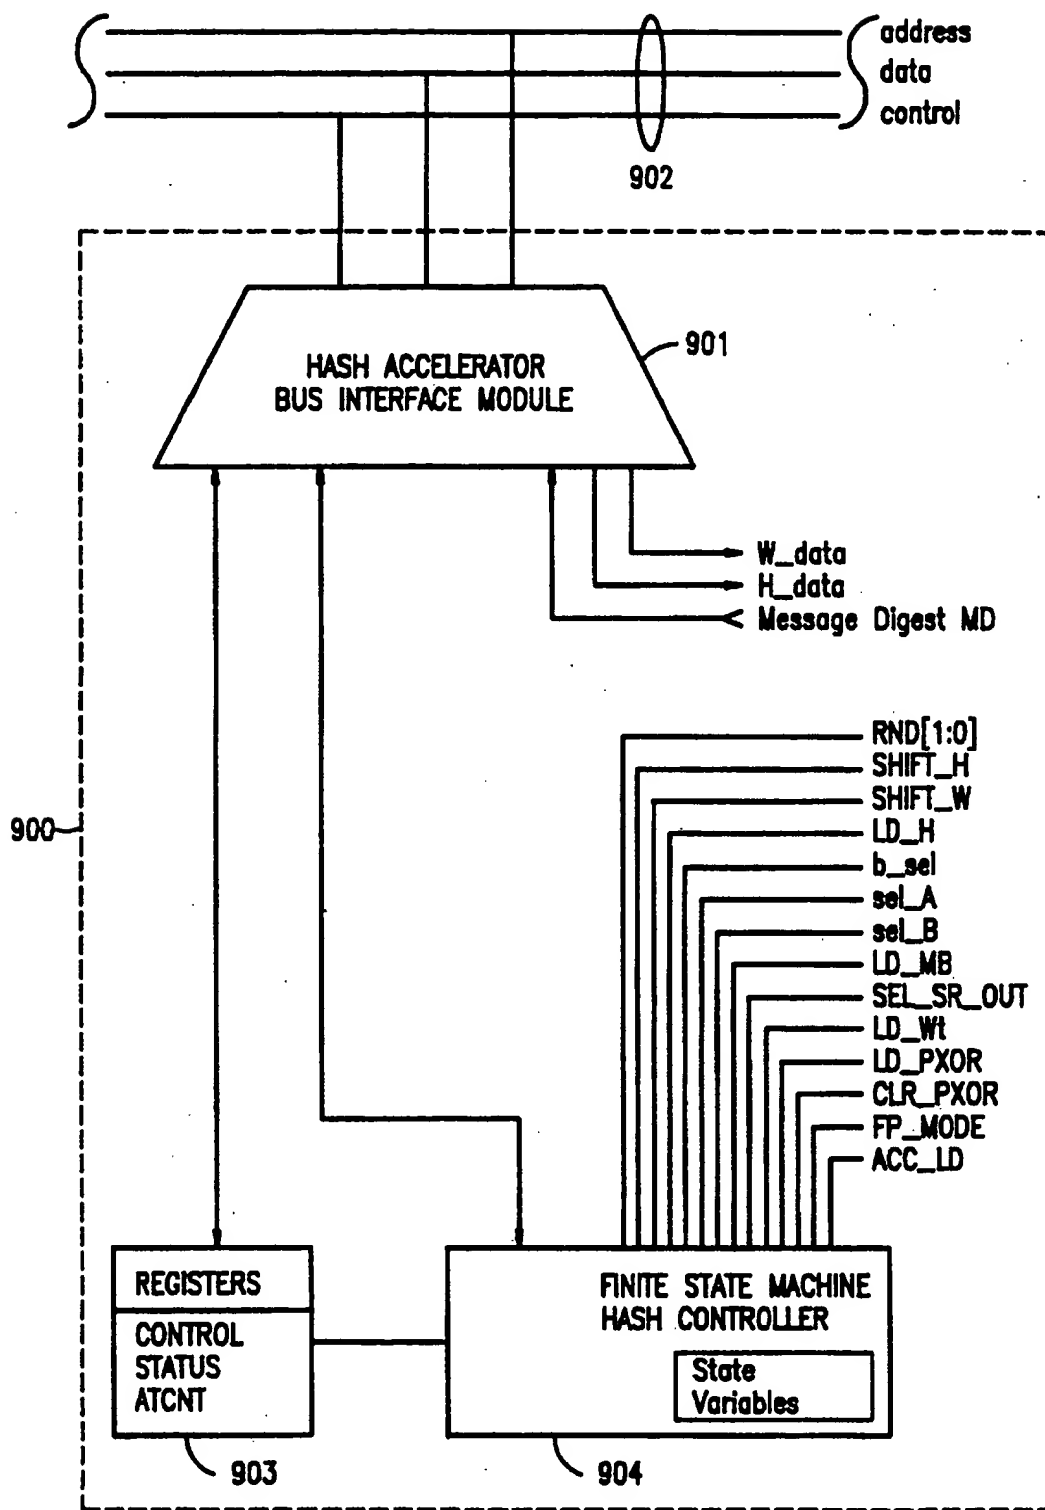 address
data
control
902
901
HASH ACCELERATOR
BUS INTERFACE MODULE
W_data
H_data
Message Digest MD
RND[1:0]
SHIFT_H
SHIFT_W
LD_H
900
b_sel
sel_A
sel_B
LD_MB
SEL_SR_OUT
LD_Wt
LD_PXOR
CLR_PXOR
FP_MODE
ACC_LD
REGISTERS
CONTROL
STATUS
ATCNT
FINITE STATE MACHINE
HASH CONTROLLER
State
Variables
903
904